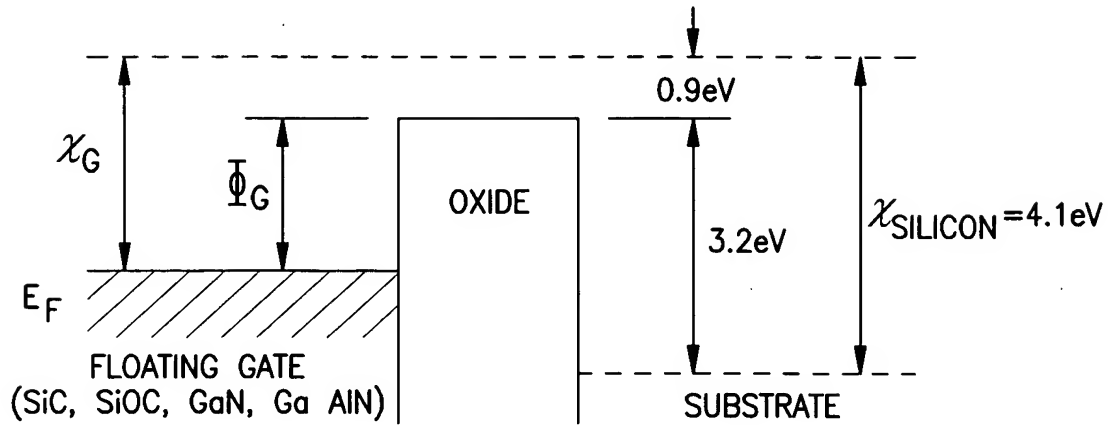 0.9eV
χG
ΦG
OXIDE
3.2eV
χSILICON=4.1eV
EF
FLOATING GATE
(SiC, SiOC, GaN, Ga AlN)
SUBSTRATE